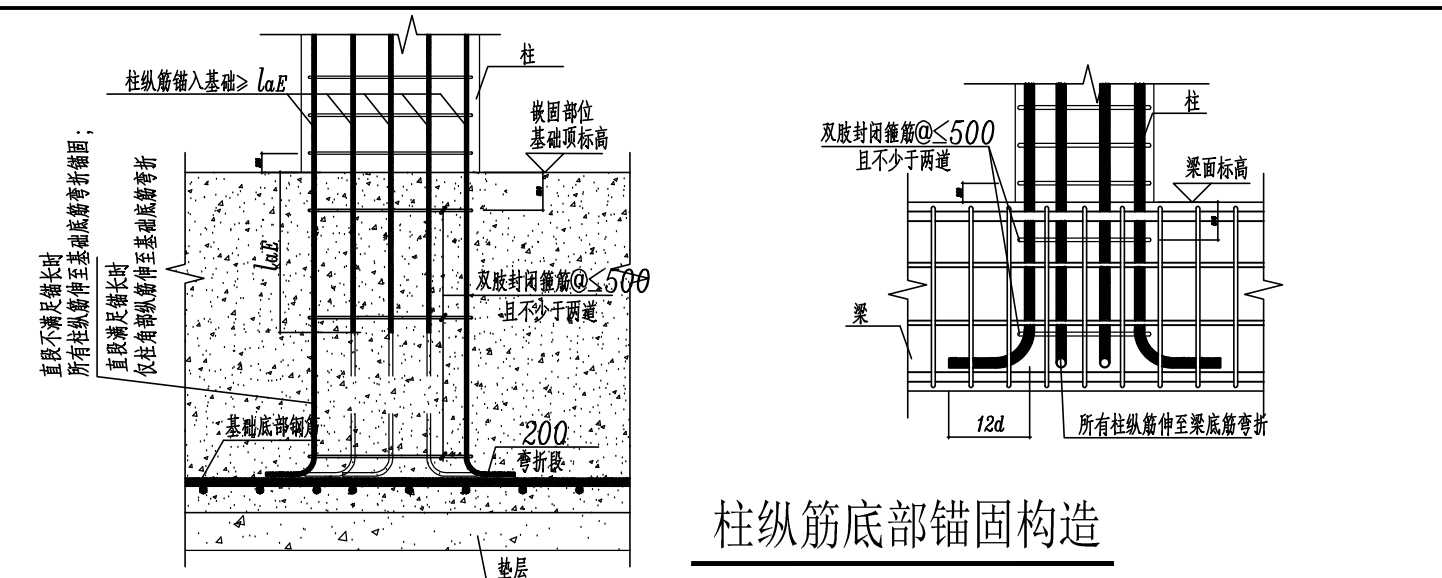 柱纵筋锚入基础≥laE
柱
嵌固部位
基础顶标高
直段不满足锚长时
所有柱纵筋伸至基础底筋弯折锚固；
直段满足锚长时
仅柱角部纵筋伸至基础底筋弯折
laE
双肢封闭箍筋@≤500
且不少于两道
基础底部钢筋
200
弯折段
垫层
双肢封闭箍筋@≤500
且不少于两道
柱
梁面标高
梁
12d
所有柱纵筋伸至梁底筋弯折
柱纵筋底部锚固构造